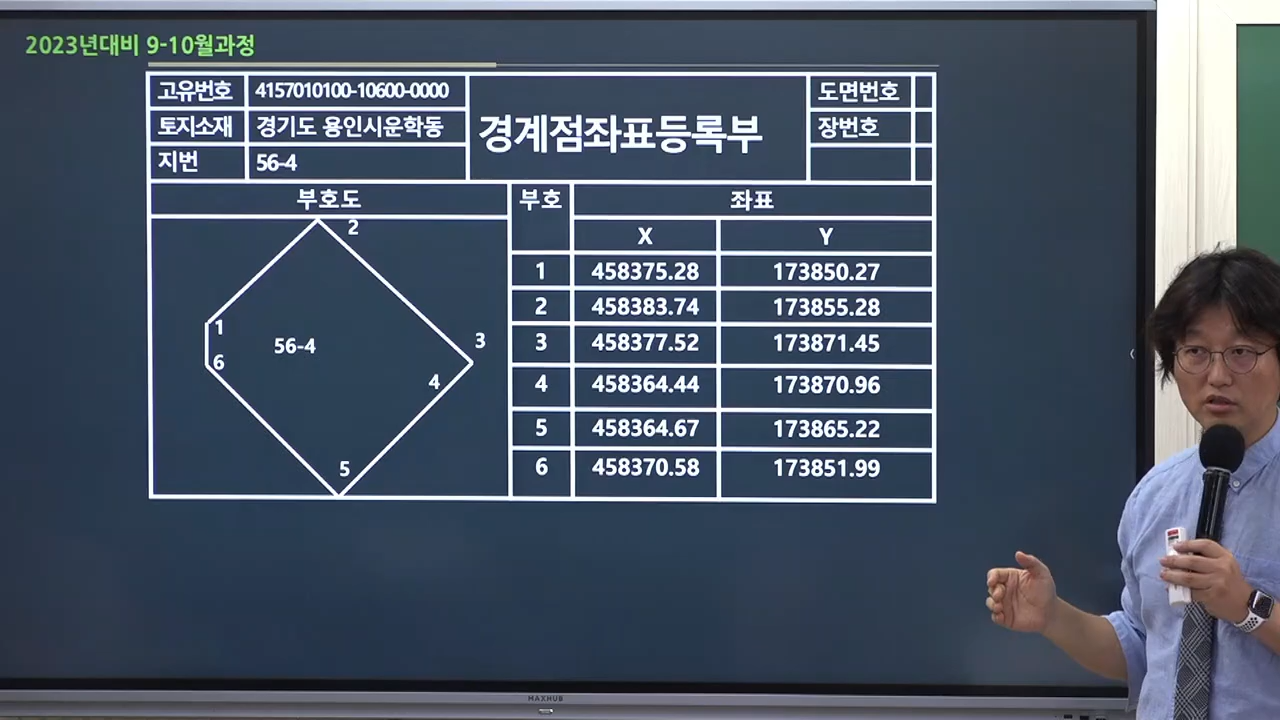 2023년대비 9-10월과정
고유번호 4157010100-10600-0000 도면번호
토지소재 경기도 용인시운학동 경계점좌표등록부 장번호
지번 56-4
부호도 부호 좌표
X Y
1 458375.28 173850.27
2 458383.74 173855.28
3 458377.52 173871.45
4 458364.44 173870.96
5 458364.67 173865.22
6 458370.58 173851.99
2
1
56-4
3
6
4
5
MAXHUB